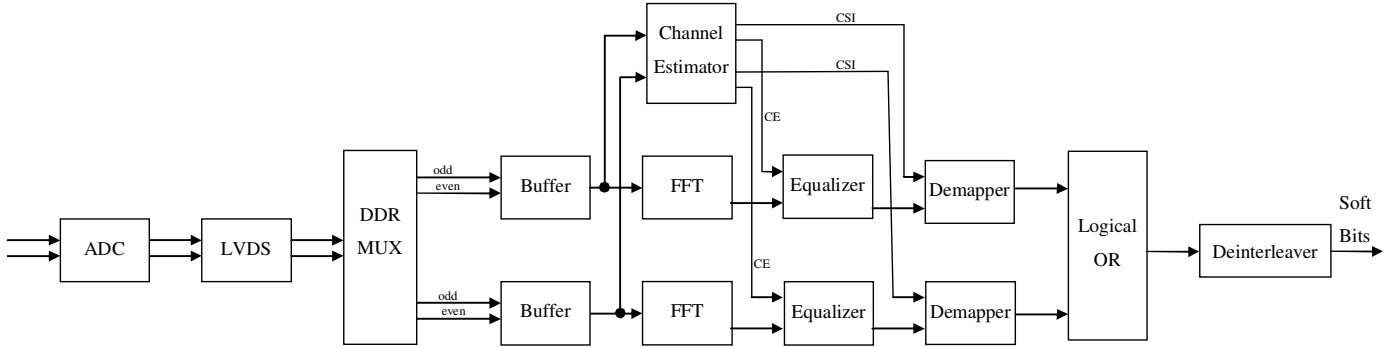 Channel
Estimator
CSI
CSI
CE
odd
even
Buffer
FFT
Equalizer
Demapper
DDR
MUX
ADC
LVDS
Logical
OR
Soft
Bits
Deinterleaver
CE
odd
even
Buffer
FFT
Equalizer
Demapper